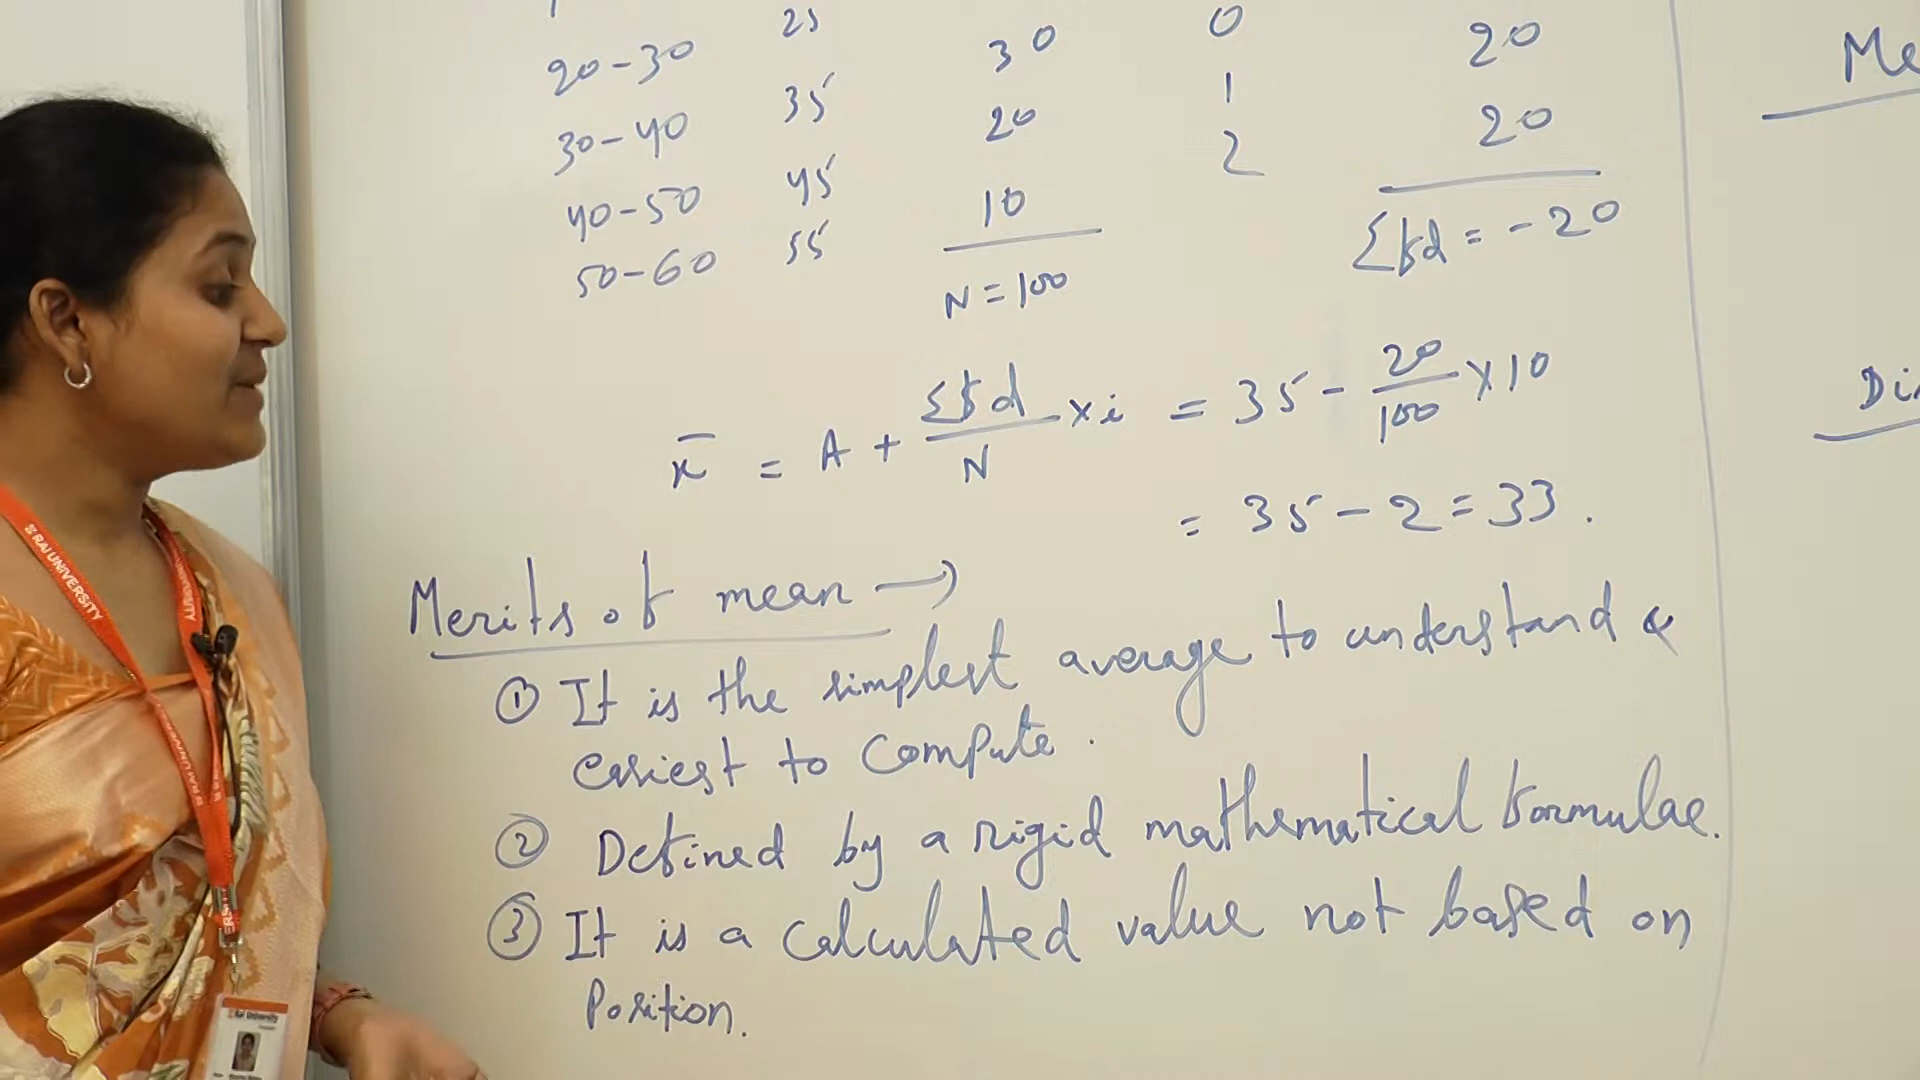 25
20-30 30 0 20
35 1
30-40 20 20
45 2
40-50 10 Σfd = -20
55
50-60 N = 100
x̄ = A + Σfd/N × i = 35 - 20/100 × 10
= 35 - 2 = 33.
Merits of mean →
① It is the simplest average to understand &
easiest to compute.
② Defined by a rigid mathematical formulae.
③ It is a calculated value not based on
Position.
Me
Di
RAI UNIVERSITY
Rai University